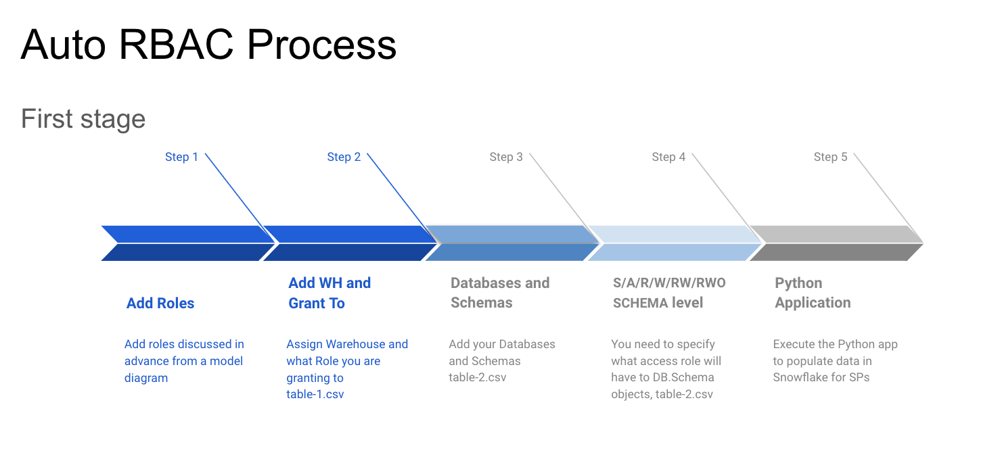 Auto RBAC Process
First stage
Step 1
Step 2
Step 3
Step 4
Step 5
Add Roles
Add roles discussed in
advance from a model
diagram
Add WH and
Grant To
Assign Warehouse and
what Role you are
granting to
table-1.csv
Databases and
Schemas
Add your Databases
and Schemas
table-2.csv
S/A/R/W/RW/RWO
SCHEMA level
You need to specify
what access role will
have to DB.Schema
objects, table-2.csv
Python
Application
Execute the Python app
to populate data in
Snowflake for SPs